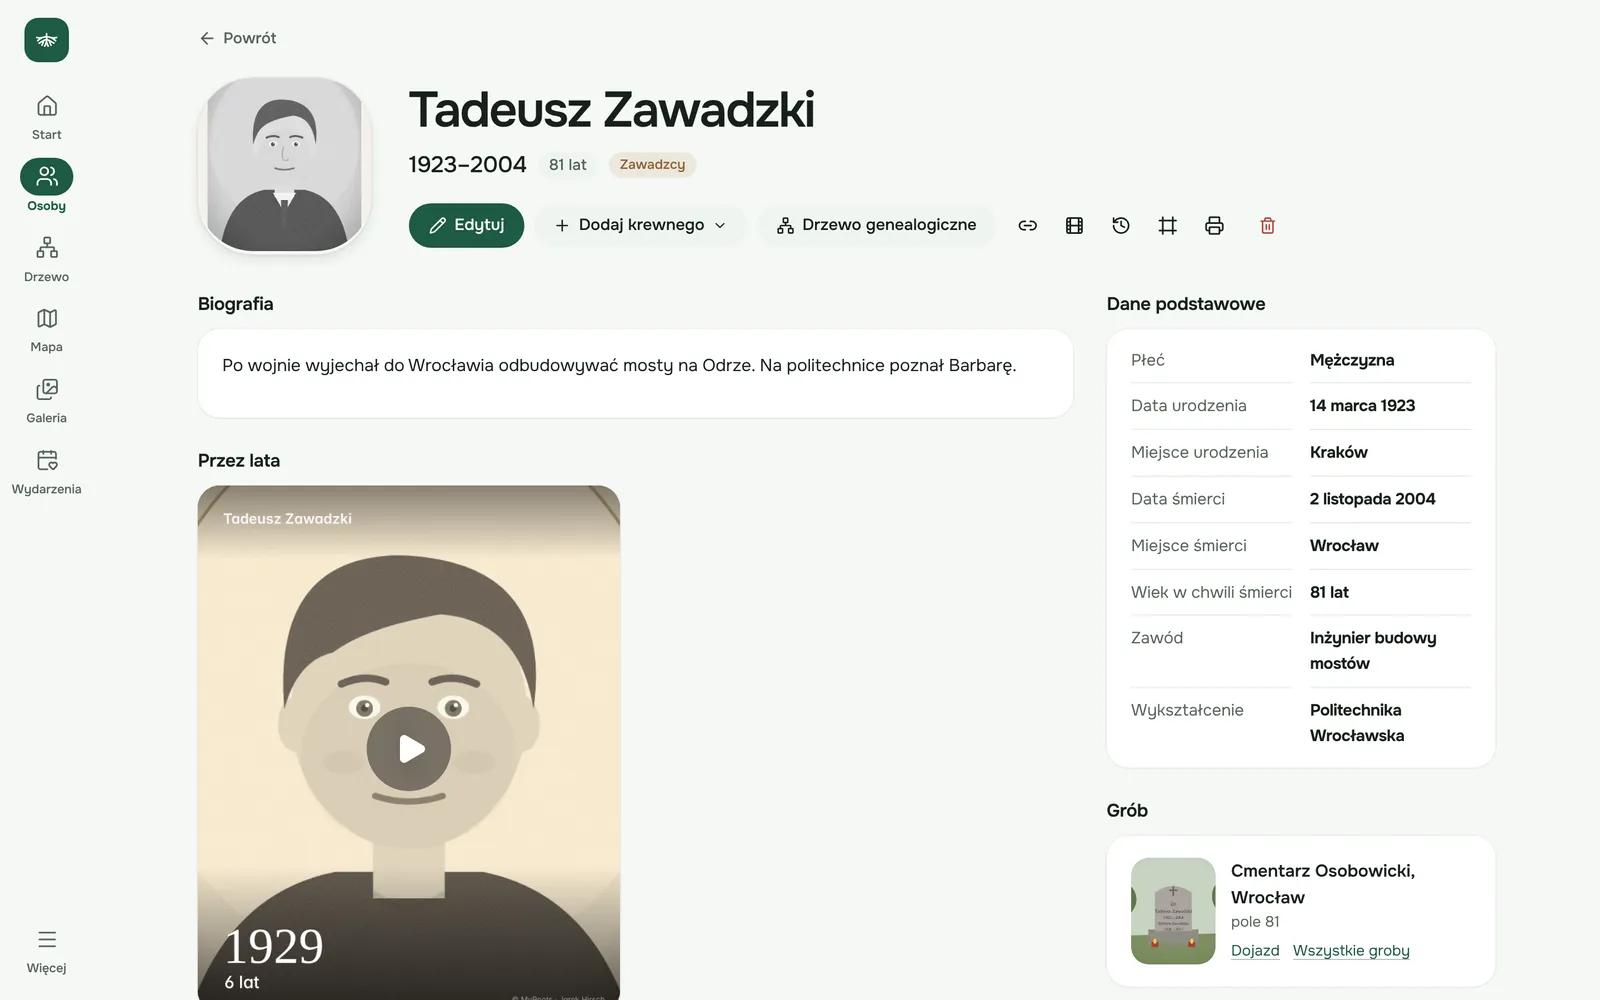 Powrót
Start
Osoby
Drzewo
Mapa
Galeria
Wydarzenia
Więcej
Tadeusz Zawadzki
1923–2004
81 lat
Zawadzcy
Edytuj
Dodaj krewnego
Drzewo genealogiczne
Biografia
Po wojnie wyjechał do Wrocławia odbudowywać mosty na Odrze. Na politechnice poznał Barbarę.
Przez lata
Tadeusz Zawadzki
1929
6 lat
Dane podstawowe
Płeć
Mężczyzna
Data urodzenia
14 marca 1923
Miejsce urodzenia
Kraków
Data śmierci
2 listopada 2004
Miejsce śmierci
Wrocław
Wiek w chwili śmierci
81 lat
Zawód
Inżynier budowy
mostów
Wykształcenie
Politechnika
Wrocławska
Grób
Tadeusz Zawadzki
Cmentarz Osobowicki,
Wrocław
pole 81
Dojazd
Wszystkie groby